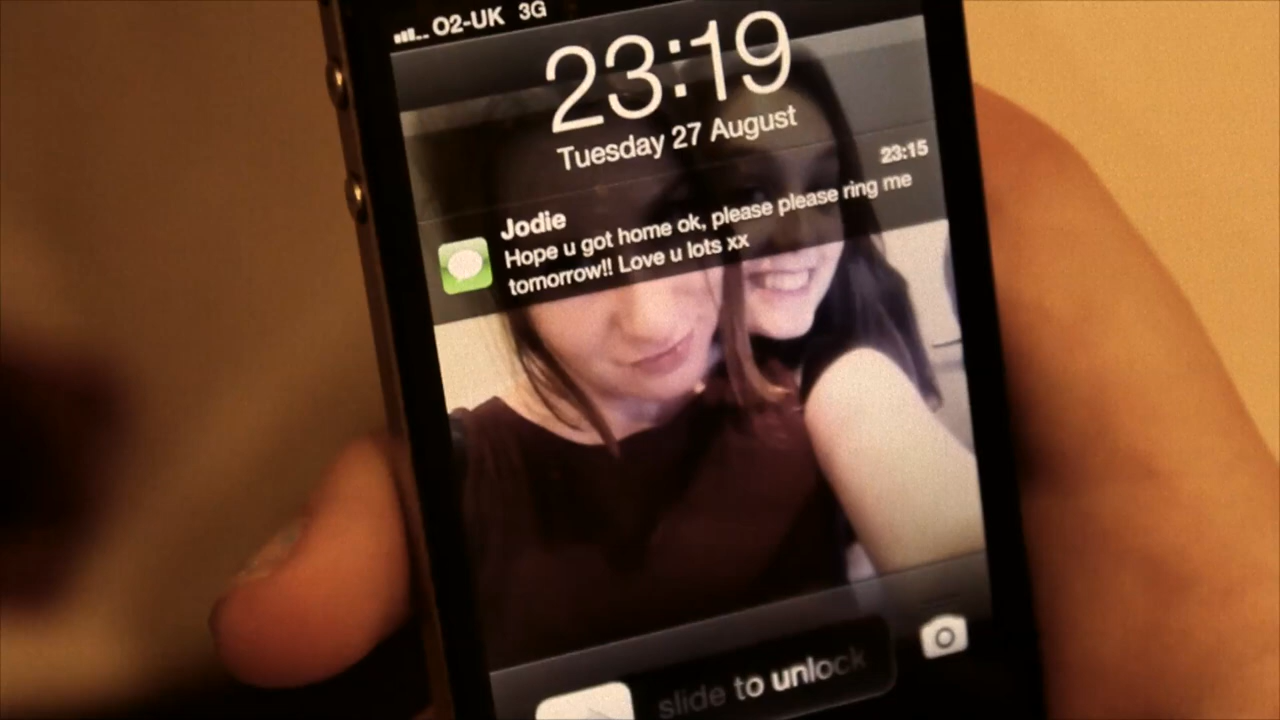 O2-UK 3G
23:19
Tuesday 27 August
23:15
Jodie
Hope u got home ok, please please ring me
tomorrow!! Love u lots xx
slide to unlock